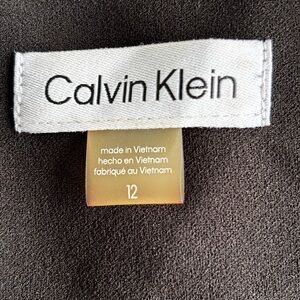 Calvin Klein
made in Vietnam
hecho en Vietnam
fabriqué au Vietnam
12